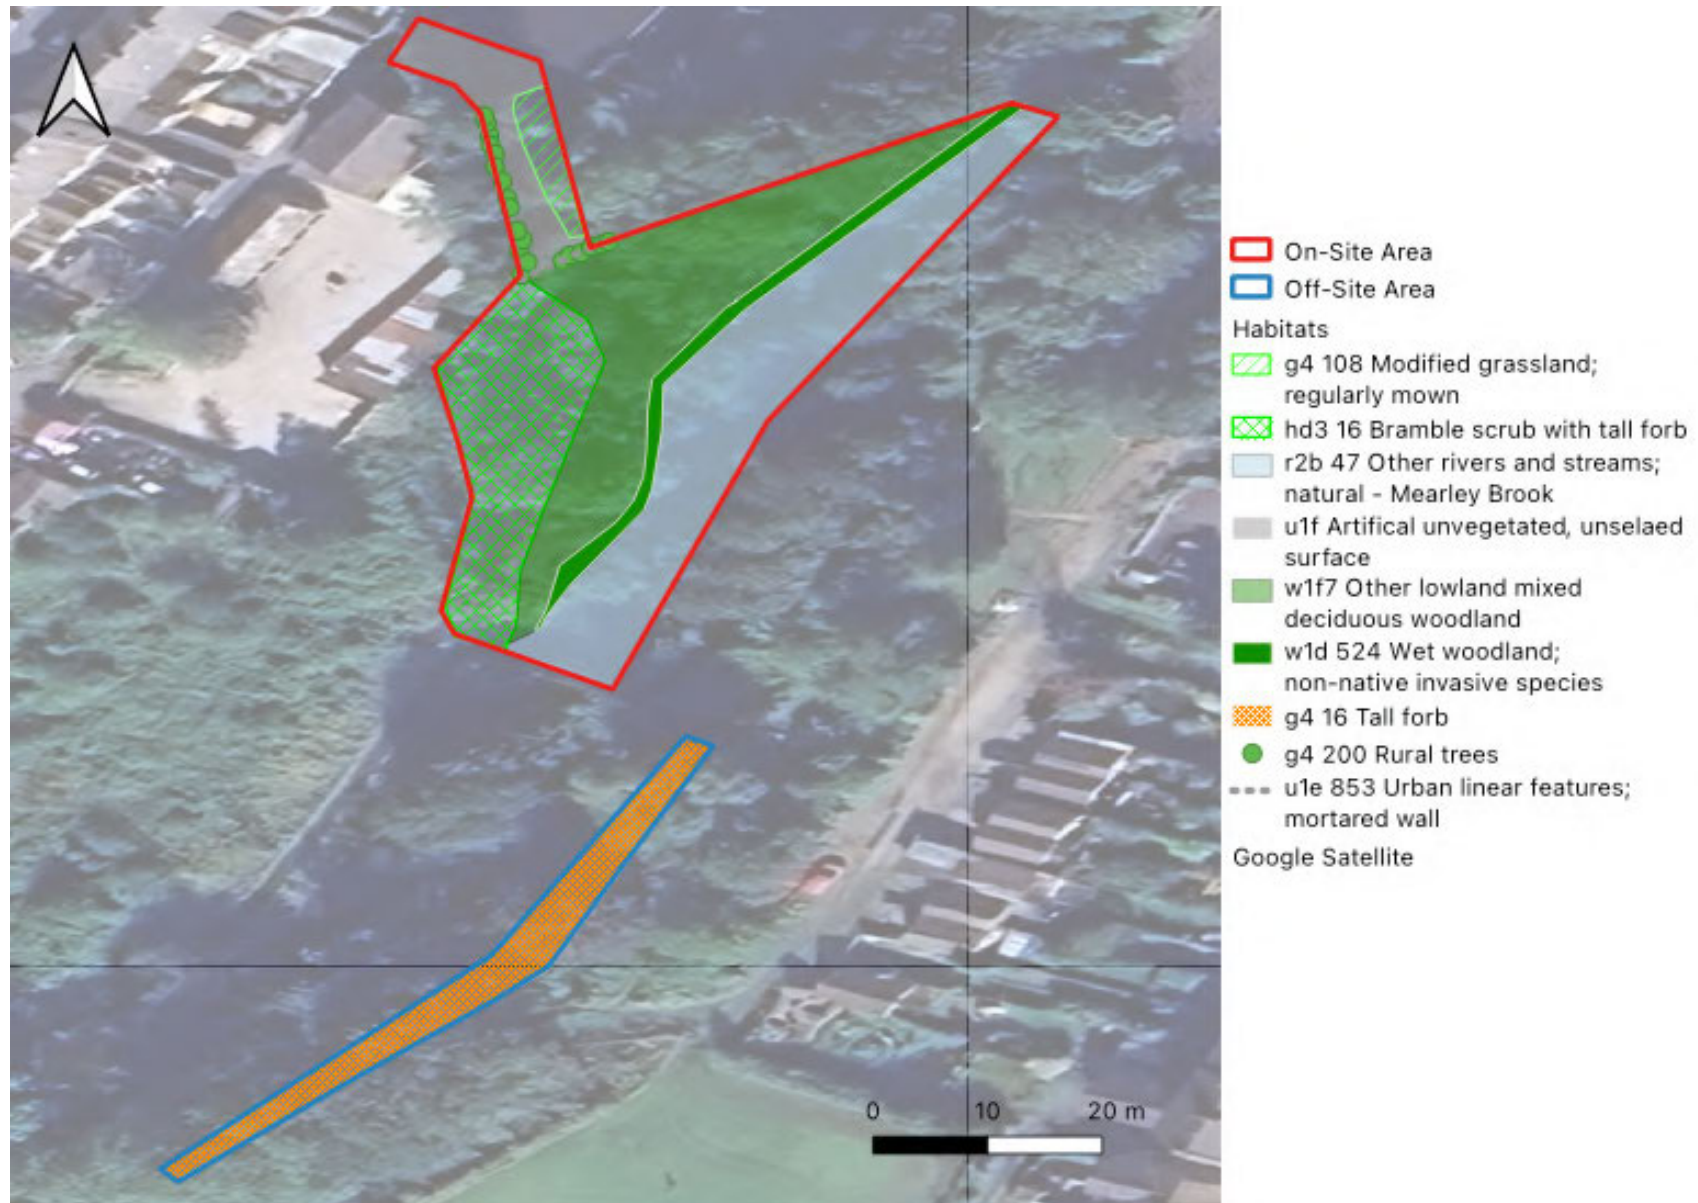 On-Site Area
Off-Site Area
Habitats
g4 108 Modified grassland;
regularly mown
hd3 16 Bramble scrub with tall forb
r2b 47 Other rivers and streams;
natural - Mearley Brook
u1f Artifical unvegetated, unselaed
surface
w1f7 Other lowland mixed
deciduous woodland
w1d 524 Wet woodland;
non-native invasive species
g4 16 Tall forb
g4 200 Rural trees
u1e 853 Urban linear features;
mortared wall
Google Satellite
0 10 20 m